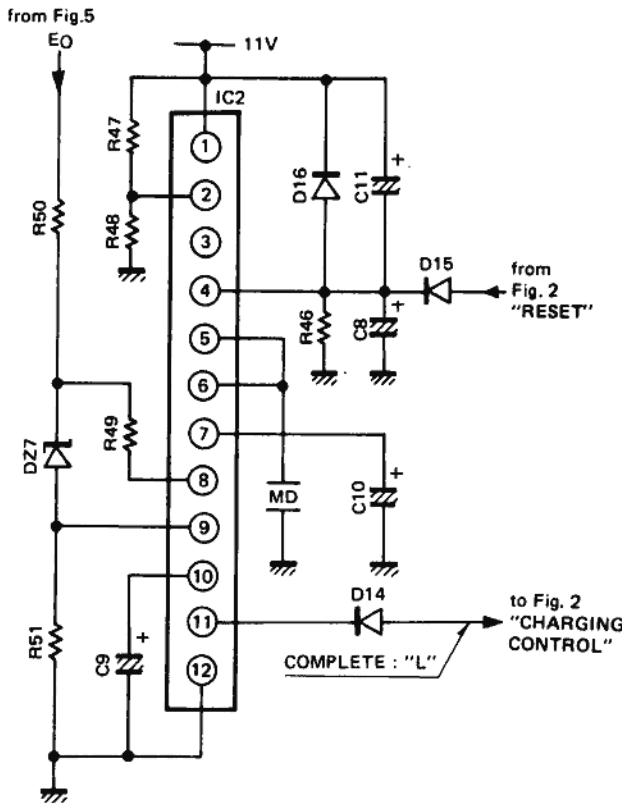 from Fig.5
EO
11V
IC2
R47
1
D16
C11
+
R50
2
R48
3
D15
from
Fig. 2
"RESET"
4
+
R46
C8
5
6
R49
7
+
DZ7
8
MD
C10
9
10
D14
to Fig. 2
"CHARGING
CONTROL"
11
R51
+
C9
COMPLETE : "L"
12